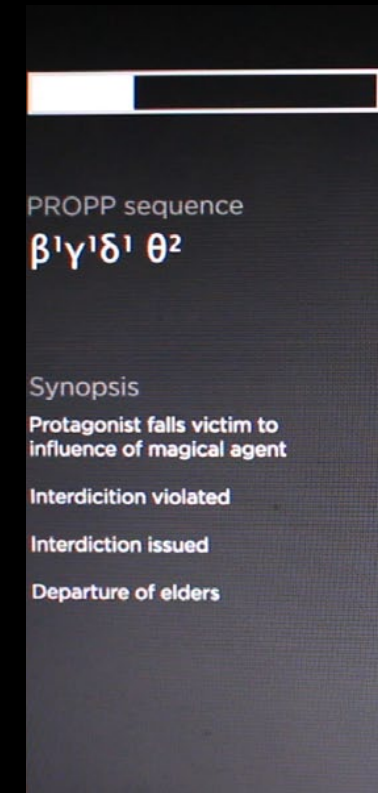 PROPP sequence
β¹γ¹δ¹ θ²
Synopsis
Protagonist falls victim to
influence of magical agent
Interdicition violated
Interdiction issued
Departure of elders